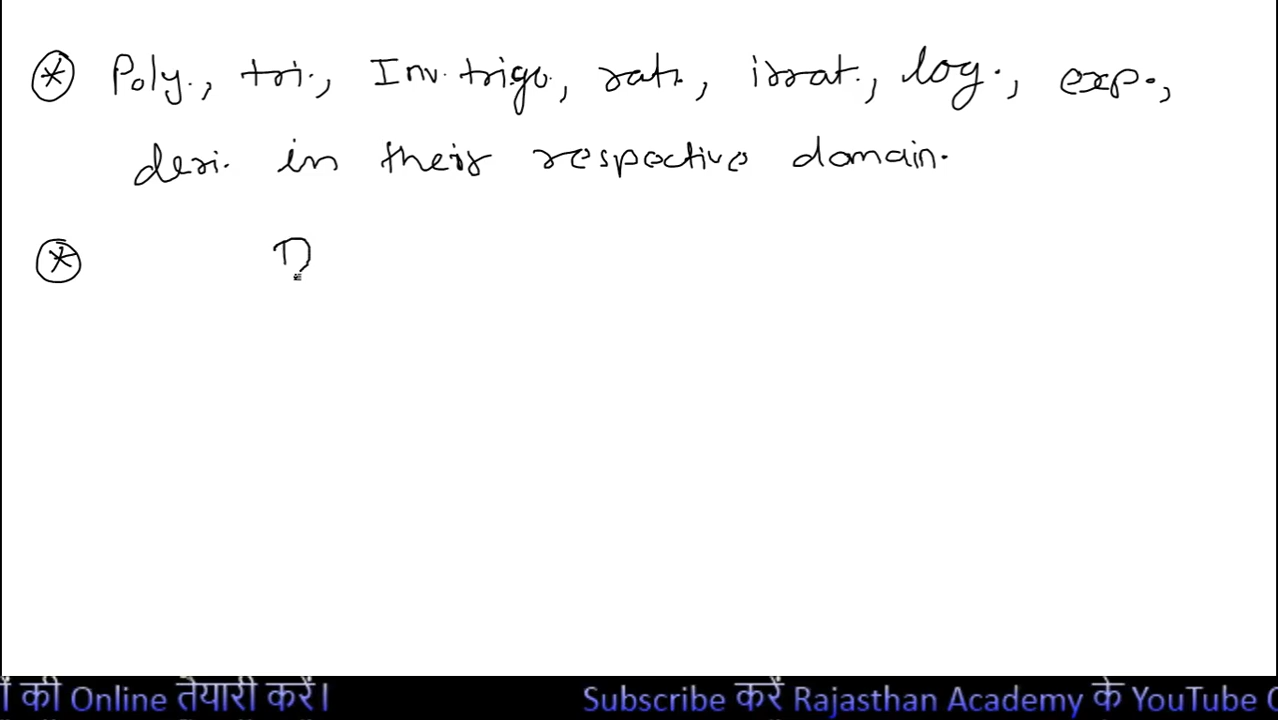 ⊛ Poly., tri., Inv. trigo, rat., irrat., log., exp.,
deri. in their respective domain.
⊛ D
ों की Online तैयारी करें। Subscribe करें Rajasthan Academy के YouTube C